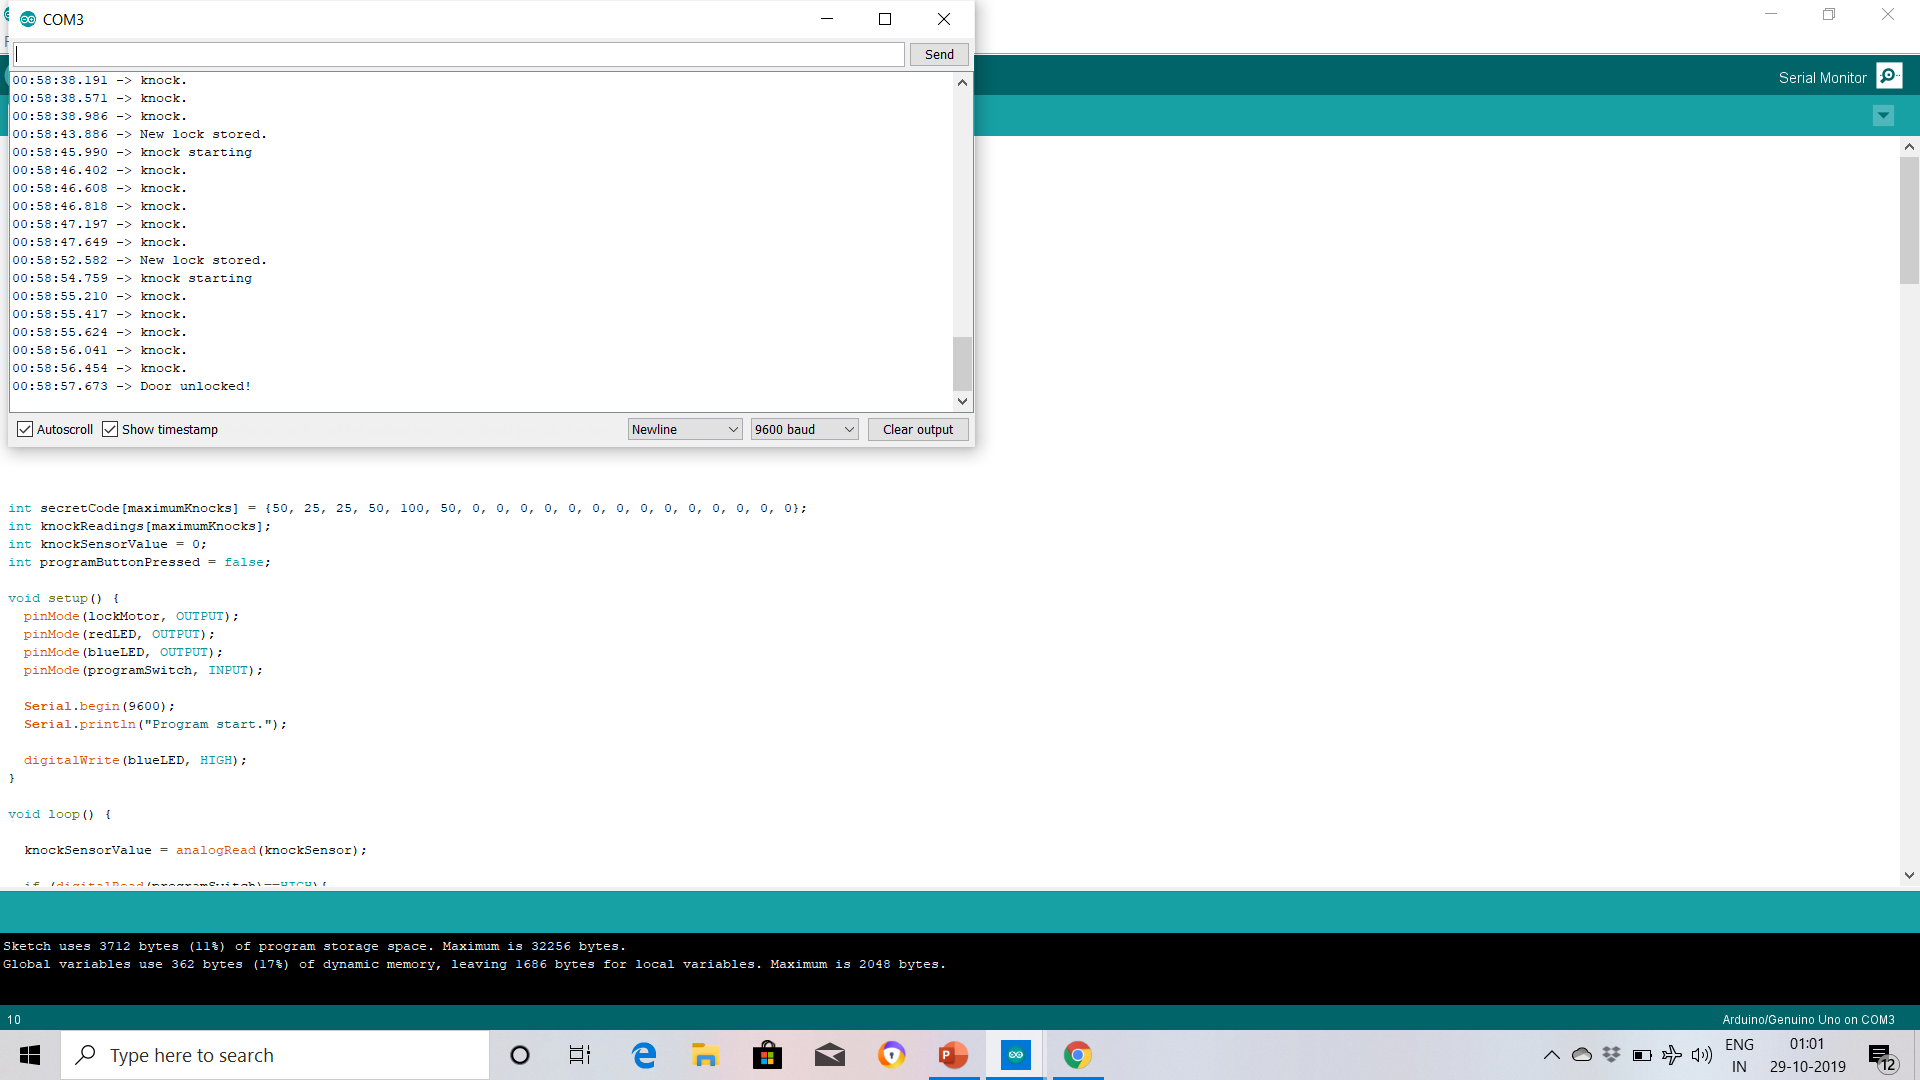 COM3
Send
00:58:38.191 -> knock.
00:58:38.571 -> knock.
00:58:38.986 -> knock.
00:58:43.886 -> New lock stored.
00:58:45.990 -> knock starting
00:58:46.402 -> knock.
00:58:46.608 -> knock.
00:58:46.818 -> knock.
00:58:47.197 -> knock.
00:58:47.649 -> knock.
00:58:52.582 -> New lock stored.
00:58:54.759 -> knock starting
00:58:55.210 -> knock.
00:58:55.417 -> knock.
00:58:55.624 -> knock.
00:58:56.041 -> knock.
00:58:56.454 -> knock.
00:58:57.673 -> Door unlocked!
Autoscroll Show timestamp Newline 9600 baud Clear output
Serial Monitor
int secretCode[maximumKnocks] = {50, 25, 25, 50, 100, 50, 0, 0, 0, 0, 0, 0, 0, 0, 0, 0, 0, 0, 0, 0};
int knockReadings[maximumKnocks];
int knockSensorValue = 0;
int programButtonPressed = false;
void setup() {
pinMode(lockMotor, OUTPUT);
pinMode(redLED, OUTPUT);
pinMode(blueLED, OUTPUT);
pinMode(programSwitch, INPUT);
Serial.begin(9600);
Serial.println("Program start.");
digitalWrite(blueLED, HIGH);
}
void loop() {
knockSensorValue = analogRead(knockSensor);
if (digitalRead(programSwitch)==HIGH){
Sketch uses 3712 bytes (11%) of program storage space. Maximum is 32256 bytes.
Global variables use 362 bytes (17%) of dynamic memory, leaving 1686 bytes for local variables. Maximum is 2048 bytes.
10
Arduino/Genuino Uno on COM3
Type here to search
ENG
IN
01:01
29-10-2019
12